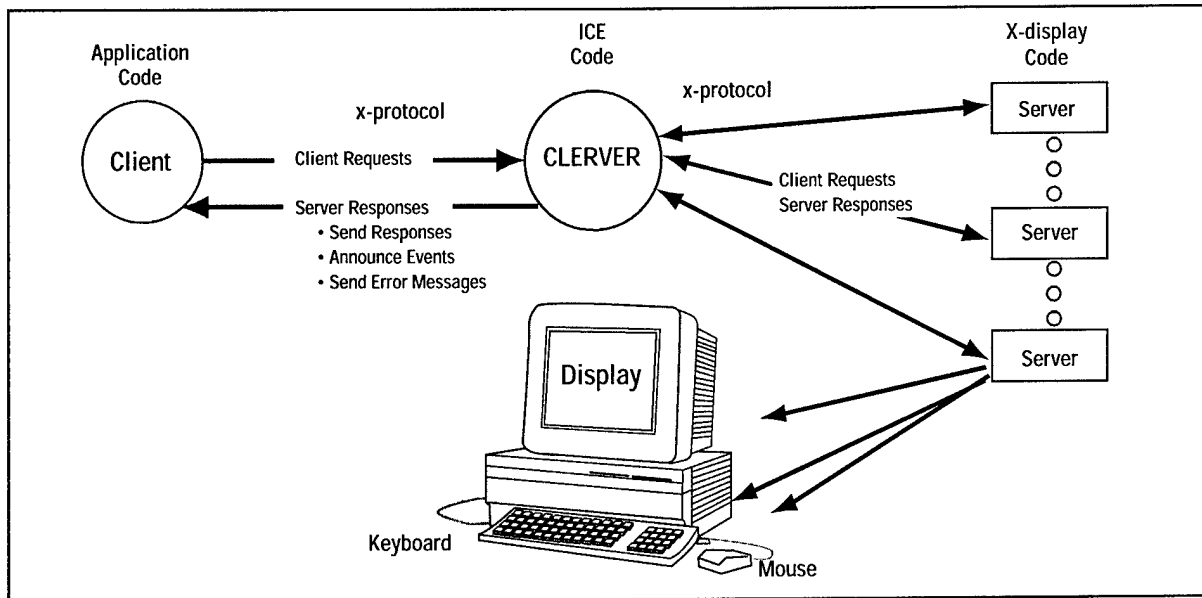 Application
Code
ICE
Code
X-display
Code
x-protocol
x-protocol
Client
Client Requests
CLERVER
Server
Server Responses
• Send Responses
• Announce Events
• Send Error Messages
Client Requests
Server Responses
Server
Server
Display
Keyboard
Mouse